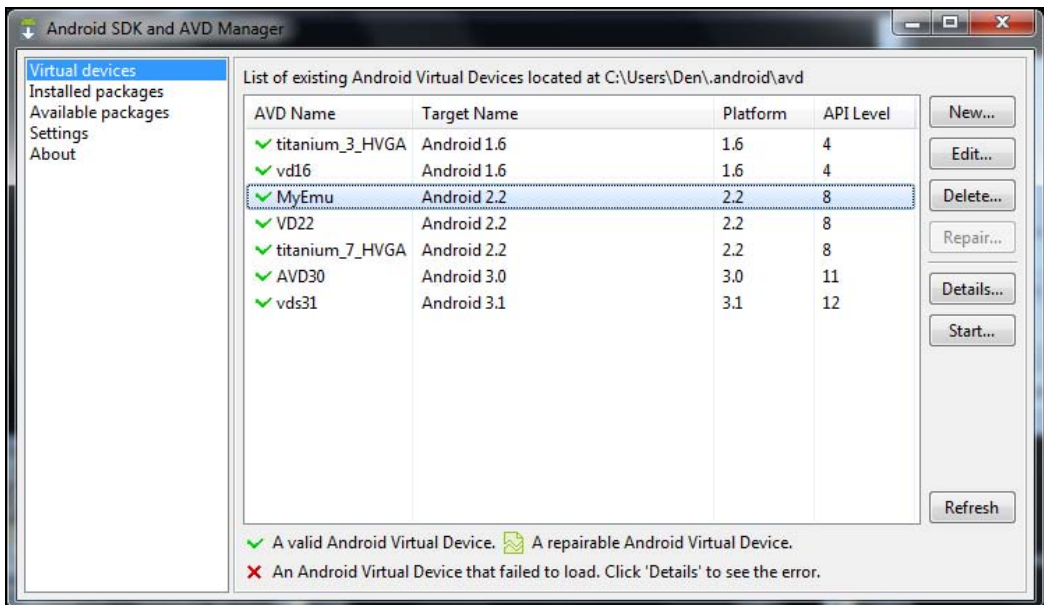 Android SDK and AVD Manager
Virtual devices
Installed packages
Available packages
Settings
About
List of existing Android Virtual Devices located at C:\Users\Den\.android\avd
AVD Name Target Name Platform API Level
titanium_3_HVGA Android 1.6 1.6 4
vd16 Android 1.6 1.6 4
MyEmu Android 2.2 2.2 8
VD22 Android 2.2 2.2 8
titanium_7_HVGA Android 2.2 2.2 8
AVD30 Android 3.0 3.0 11
vds31 Android 3.1 3.1 12
New...
Edit...
Delete...
Repair...
Details...
Start...
Refresh
A valid Android Virtual Device. A repairable Android Virtual Device.
An Android Virtual Device that failed to load. Click 'Details' to see the error.